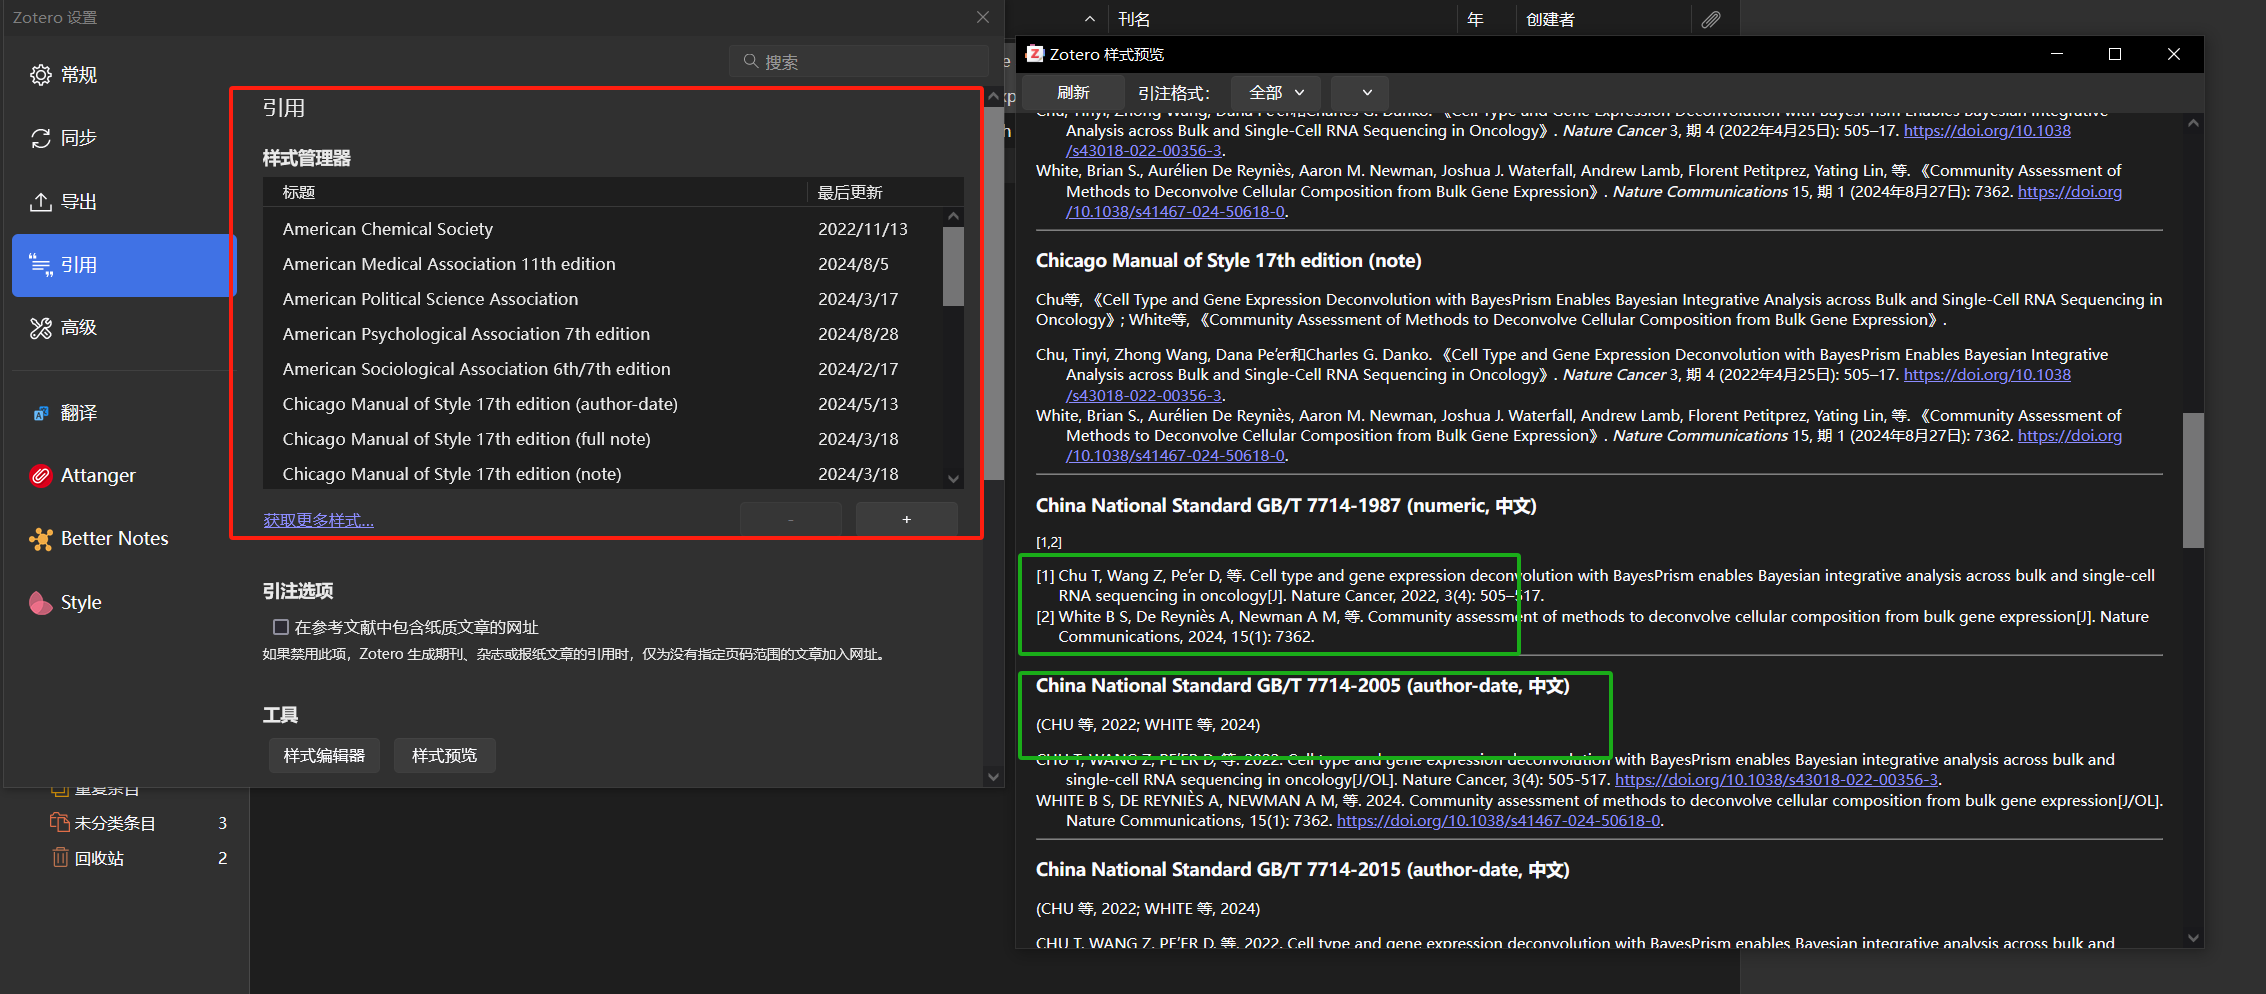 Zotero 设置
搜索
常规
同步
导出
引用
高级
翻译
Attanger
Better Notes
Style
引用
样式管理器
标题 最后更新
American Chemical Society 2022/11/13
American Medical Association 11th edition 2024/8/5
American Political Science Association 2024/3/17
American Psychological Association 7th edition 2024/8/28
American Sociological Association 6th/7th edition 2024/2/17
Chicago Manual of Style 17th edition (author-date) 2024/5/13
Chicago Manual of Style 17th edition (full note) 2024/3/18
Chicago Manual of Style 17th edition (note) 2024/3/18
获取更多样式...
- +
引注选项
在参考文献中包含纸质文章的网址
如果禁用此项，Zotero 生成期刊、杂志或报纸文章的引用时，仅为没有指定页码范围的文章加入网址。
工具
样式编辑器 样式预览
重复条目
未分类条目 3
回收站 2
刊名 年 创建者
e
xp
h
Zotero 样式预览
刷新 引注格式： 全部
Chu, Tinyi, Zhong Wang, Dana Pe’er和Charles G. Danko. 《Cell Type and Gene Expression Deconvolution with BayesPrism Enables Bayesian Integrative
Analysis across Bulk and Single-Cell RNA Sequencing in Oncology》. Nature Cancer 3, 期 4 (2022年4月25日): 505–17. https://doi.org/10.1038
/s43018-022-00356-3.
White, Brian S., Aurélien De Reyniès, Aaron M. Newman, Joshua J. Waterfall, Andrew Lamb, Florent Petitprez, Yating Lin, 等. 《Community Assessment of
Methods to Deconvolve Cellular Composition from Bulk Gene Expression》. Nature Communications 15, 期 1 (2024年8月27日): 7362. https://doi.org
/10.1038/s41467-024-50618-0.
Chicago Manual of Style 17th edition (note)
Chu等, 《Cell Type and Gene Expression Deconvolution with BayesPrism Enables Bayesian Integrative Analysis across Bulk and Single-Cell RNA Sequencing in
Oncology》; White等, 《Community Assessment of Methods to Deconvolve Cellular Composition from Bulk Gene Expression》.
Chu, Tinyi, Zhong Wang, Dana Pe’er和Charles G. Danko. 《Cell Type and Gene Expression Deconvolution with BayesPrism Enables Bayesian Integrative
Analysis across Bulk and Single-Cell RNA Sequencing in Oncology》. Nature Cancer 3, 期 4 (2022年4月25日): 505–17. https://doi.org/10.1038
/s43018-022-00356-3.
White, Brian S., Aurélien De Reyniès, Aaron M. Newman, Joshua J. Waterfall, Andrew Lamb, Florent Petitprez, Yating Lin, 等. 《Community Assessment of
Methods to Deconvolve Cellular Composition from Bulk Gene Expression》. Nature Communications 15, 期 1 (2024年8月27日): 7362. https://doi.org
/10.1038/s41467-024-50618-0.
China National Standard GB/T 7714-1987 (numeric, 中文)
[1,2]
[1] Chu T, Wang Z, Pe’er D, 等. Cell type and gene expression deconvolution with BayesPrism enables Bayesian integrative analysis across bulk and single-cell
RNA sequencing in oncology[J]. Nature Cancer, 2022, 3(4): 505–517.
[2] White B S, De Reyniès A, Newman A M, 等. Community assessment of methods to deconvolve cellular composition from bulk gene expression[J]. Nature
Communications, 2024, 15(1): 7362.
China National Standard GB/T 7714-2005 (author-date, 中文)
(CHU 等, 2022; WHITE 等, 2024)
CHU T, WANG Z, PE’ER D, 等. 2022. Cell type and gene expression deconvolution with BayesPrism enables Bayesian integrative analysis across bulk and
single-cell RNA sequencing in oncology[J/OL]. Nature Cancer, 3(4): 505-517. https://doi.org/10.1038/s43018-022-00356-3.
WHITE B S, DE REYNIÈS A, NEWMAN A M, 等. 2024. Community assessment of methods to deconvolve cellular composition from bulk gene expression[J/OL].
Nature Communications, 15(1): 7362. https://doi.org/10.1038/s41467-024-50618-0.
China National Standard GB/T 7714-2015 (author-date, 中文)
(CHU 等, 2022; WHITE 等, 2024)
CHU T, WANG Z, PE’ER D, 等. 2022. Cell type and gene expression deconvolution with BayesPrism enables Bayesian integrative analysis across bulk and